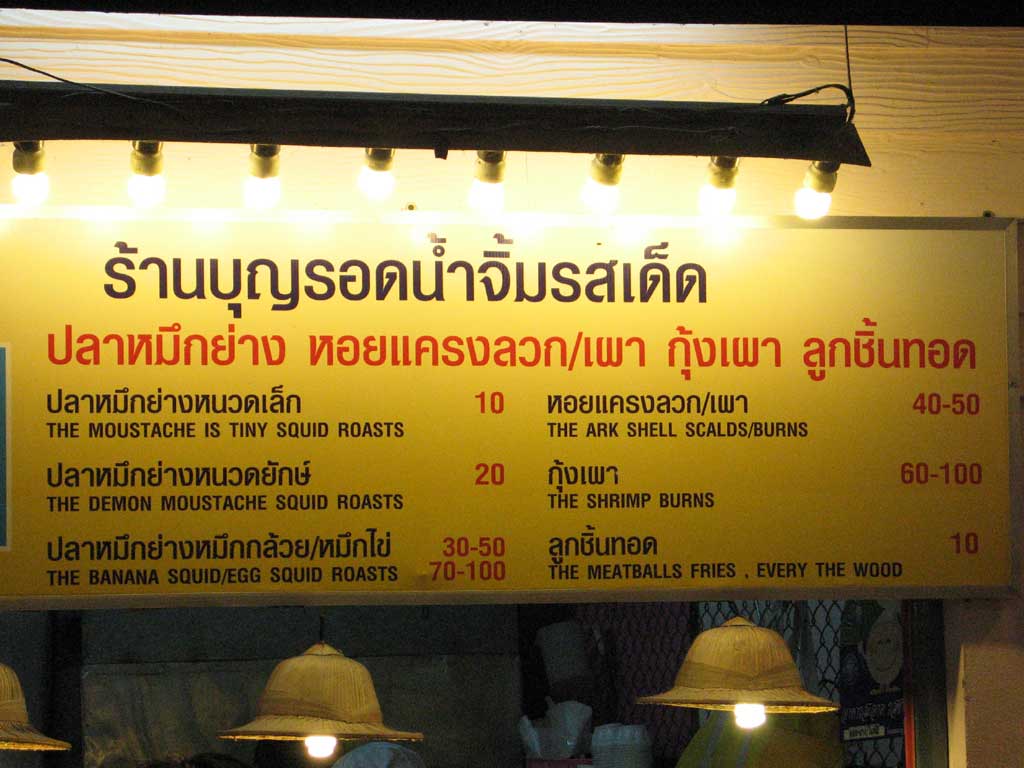 ร้านบุญรอดน้ำจิ้มรสเด็ด
ปลาหมึกย่าง หอยแครงลวก/เผา กุ้งเผา ลูกชิ้นทอด
ปลาหมึกย่างหนวดเล็ก 10
THE MOUSTACHE IS TINY SQUID ROASTS
ปลาหมึกย่างหนวดยักษ์ 20
THE DEMON MOUSTACHE SQUID ROASTS
ปลาหมึกย่างหมึกกล้วย/หมึกไข่ 30-50
THE BANANA SQUID/EGG SQUID ROASTS 70-100
หอยแครงลวก/เผา 40-50
THE ARK SHELL SCALDS/BURNS
กุ้งเผา 60-100
THE SHRIMP BURNS
ลูกชิ้นทอด 10
THE MEATBALLS FRIES , EVERY THE WOOD